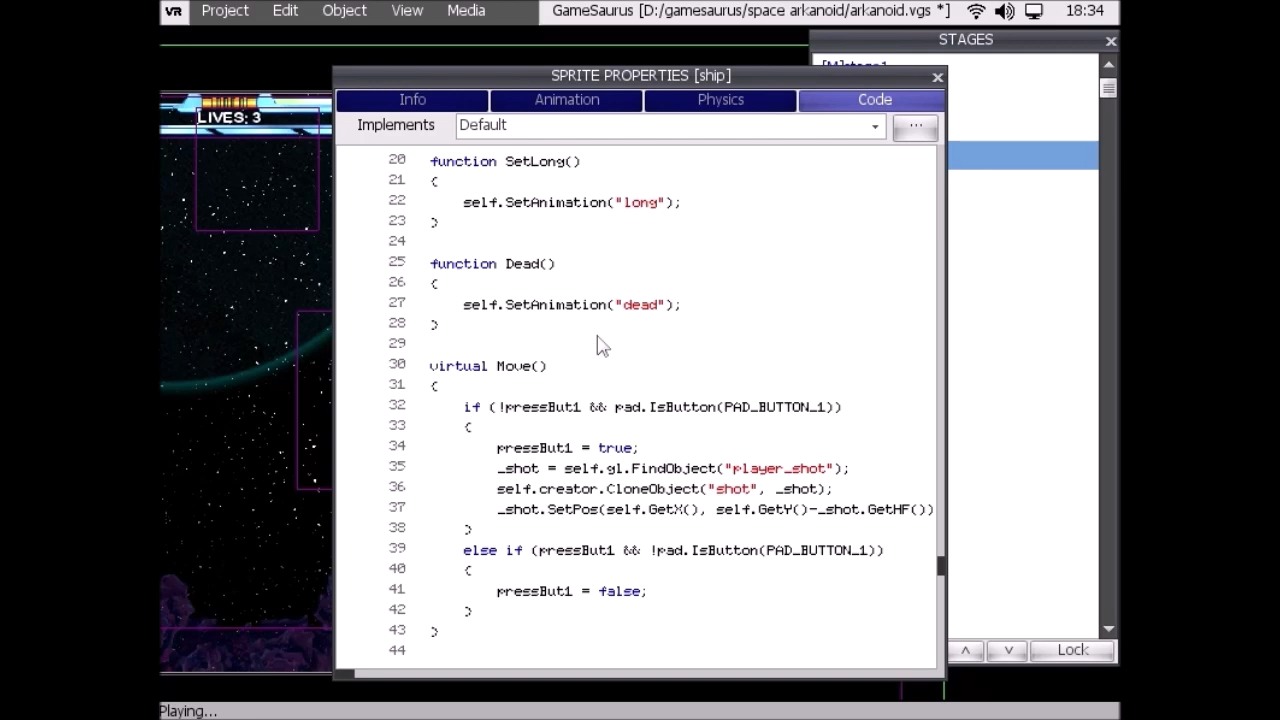 VR Project Edit Object View Media GameSaurus [D:/gamesaurus/space arkanoid/arkanoid.vgs *] 18:34
STAGES
[M]stage1
SPRITE PROPERTIES [ship]
Info Animation Physics Code
Implements Default ...
LIVES: 3
20 function SetLong()
21 {
22 self.SetAnimation("long");
23 }
24
25 function Dead()
26 {
27 self.SetAnimation("dead");
28 }
29
30 virtual Move()
31 {
32 if (!pressBut1 && pad.IsButton(PAD_BUTTON_1))
33 {
34 pressBut1 = true;
35 _shot = self.gl.FindObject("player_shot");
36 self.creator.CloneObject("shot", _shot);
37 _shot.SetPos(self.GetX(), self.GetY()-_shot.GetHF())
38 }
39 else if (pressBut1 && !pad.IsButton(PAD_BUTTON_1))
40 {
41 pressBut1 = false;
42 }
43 }
44
Lock
Playing...